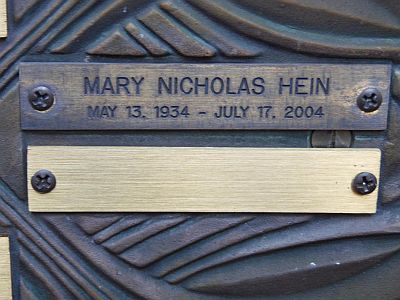 MARY NICHOLAS HEIN
MAY 13, 1934 – JULY 17, 2004